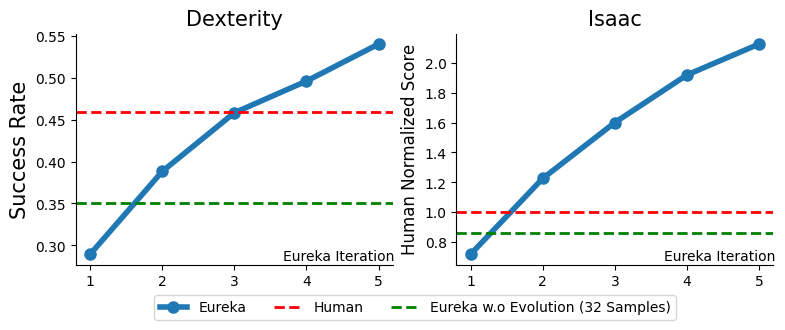 Dexterity
Success Rate
0.55
0.50
0.45
0.40
0.35
0.30
1 2 3 4 5
Eureka Iteration
Isaac
Human Normalized Score
2.0
1.8
1.6
1.4
1.2
1.0
0.8
1 2 3 4 5
Eureka Iteration
Eureka Human Eureka w.o Evolution (32 Samples)